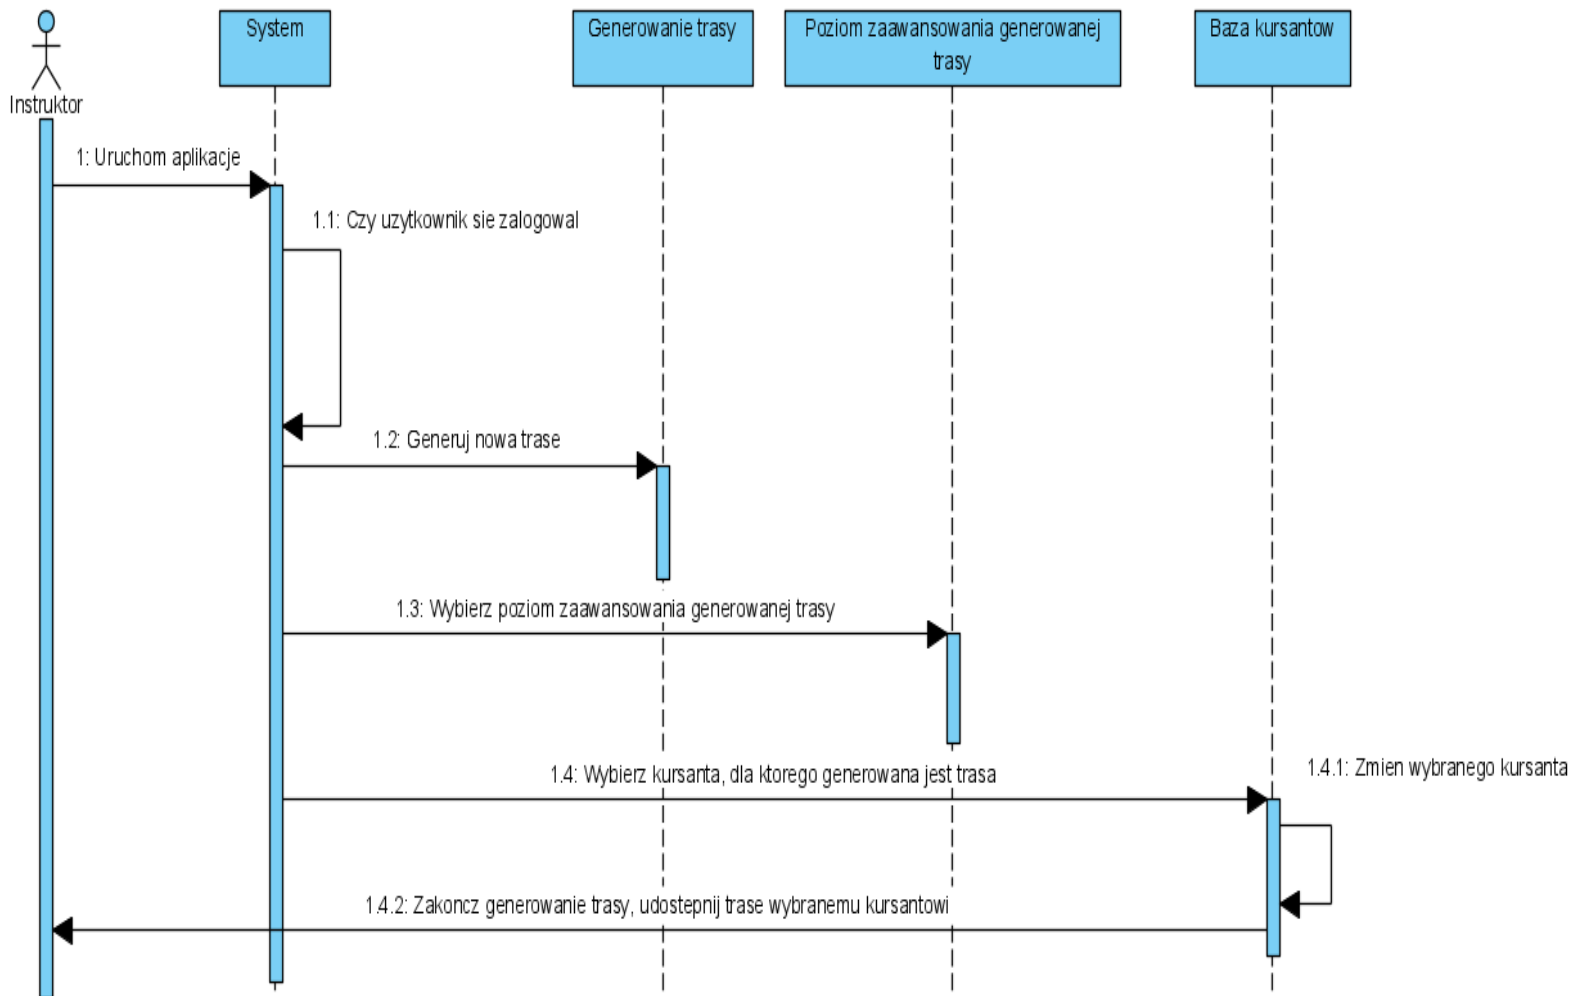 System
Generowanie trasy
Poziom zaawansowania generowanej
trasy
Baza kursantow
Instruktor
1: Uruchom aplikacje
1.1: Czy uzytkownik sie zalogowal
1.2: Generuj nowa trase
1.3: Wybierz poziom zaawansowania generowanej trasy
1.4: Wybierz kursanta, dla ktorego generowana jest trasa
1.4.1: Zmien wybranego kursanta
1.4.2: Zakoncz generowanie trasy, udostepnij trase wybranemu kursantowi